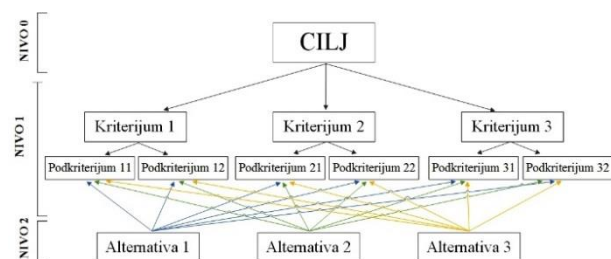 NIVO 0
CILJ
NIVO 1
Kriterijum 1
Kriterijum 2
Kriterijum 3
Podkriterijum 11
Podkriterijum 12
Podkriterijum 21
Podkriterijum 22
Podkriterijum 31
Podkriterijum 32
NIVO 2
Alternativa 1
Alternativa 2
Alternativa 3